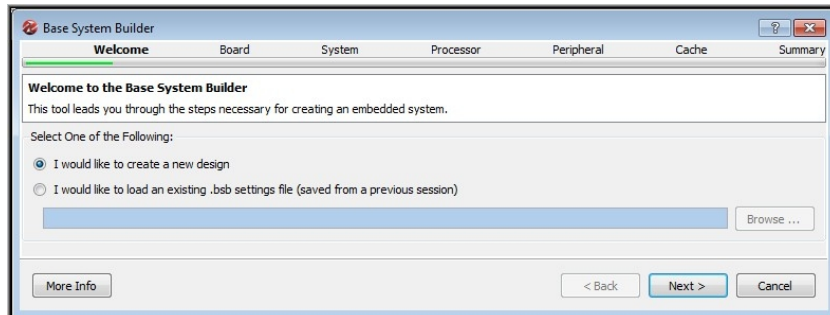 Base System Builder
Welcome Board System Processor Peripheral Cache Summary
Welcome to the Base System Builder
This tool leads you through the steps necessary for creating an embedded system.
Select One of the Following:
I would like to create a new design
I would like to load an existing .bsb settings file (saved from a previous session)
Browse ...
More Info < Back Next > Cancel